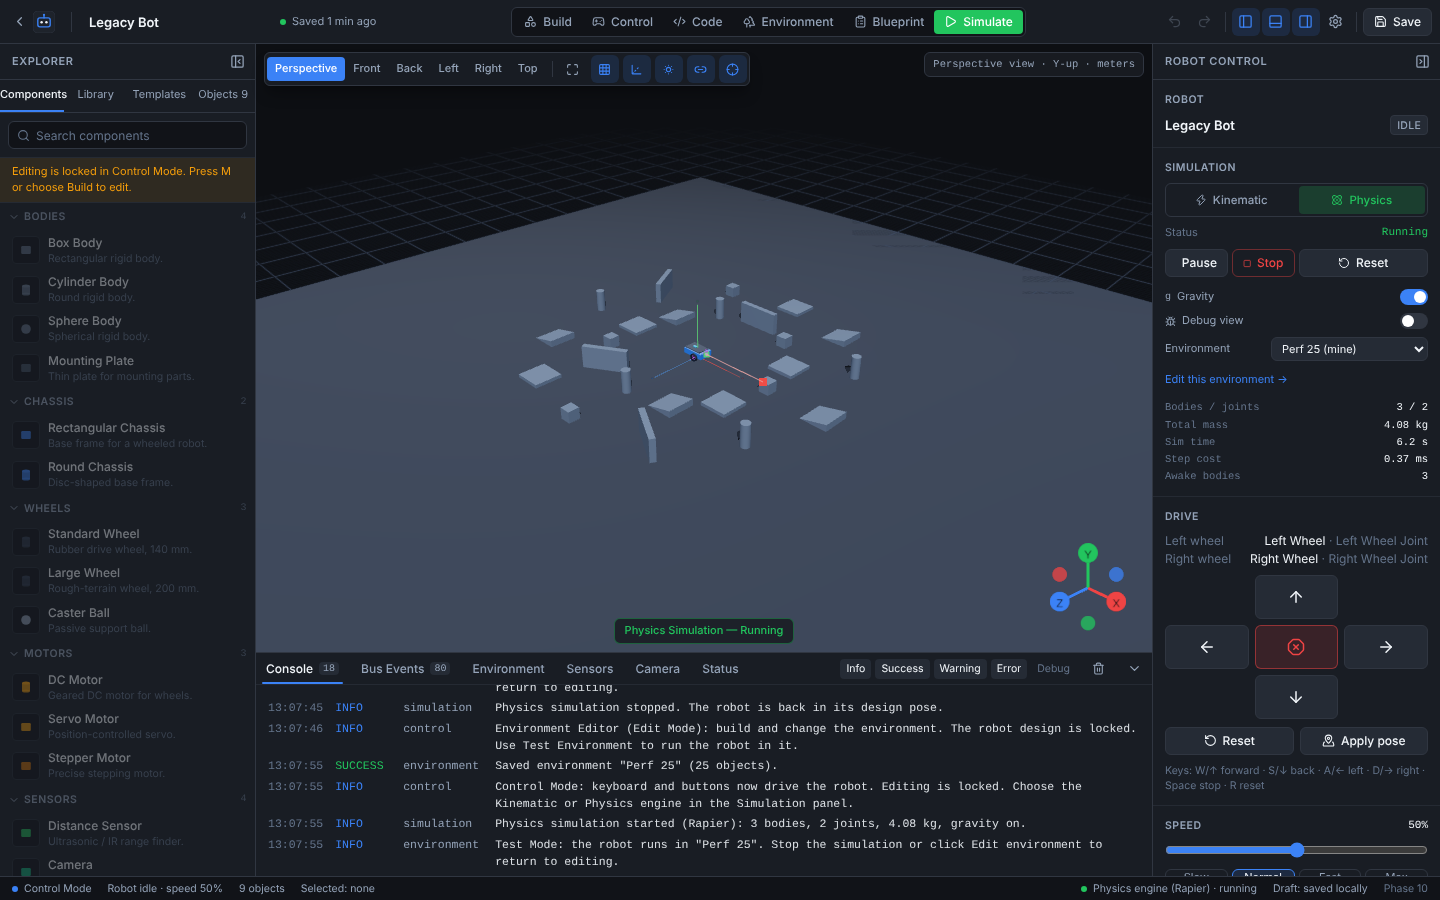 Legacy Bot
Saved 1 min ago
Build
Control
Code
Environment
Blueprint
Simulate
Save
EXPLORER
Components
Library
Templates
Objects 9
Search components
Editing is locked in Control Mode. Press M
or choose Build to edit.
BODIES 4
Box Body
Rectangular rigid body.
Cylinder Body
Round rigid body.
Sphere Body
Spherical rigid body.
Mounting Plate
Thin plate for mounting parts.
CHASSIS 2
Rectangular Chassis
Base frame for a wheeled robot.
Round Chassis
Disc-shaped base frame.
WHEELS 3
Standard Wheel
Rubber drive wheel, 140 mm.
Large Wheel
Rough-terrain wheel, 200 mm.
Caster Ball
Passive support ball.
MOTORS 3
DC Motor
Geared DC motor for wheels.
Servo Motor
Position-controlled servo.
Stepper Motor
Precise stepping motor.
SENSORS 4
Distance Sensor
Ultrasonic / IR range finder.
Camera
Perspective
Front
Back
Left
Right
Top
Perspective view · Y-up · meters
Y
Z
X
Physics Simulation — Running
Console 18
Bus Events 80
Environment
Sensors
Camera
Status
Info
Success
Warning
Error
Debug
return to editing.
13:07:45 INFO simulation Physics simulation stopped. The robot is back in its design pose.
13:07:46 INFO control Environment Editor (Edit Mode): build and change the environment. The robot design is locked.
Use Test Environment to run the robot in it.
13:07:55 SUCCESS environment Saved environment "Perf 25" (25 objects).
13:07:55 INFO control Control Mode: keyboard and buttons now drive the robot. Editing is locked. Choose the
Kinematic or Physics engine in the Simulation panel.
13:07:55 INFO simulation Physics simulation started (Rapier): 3 bodies, 2 joints, 4.08 kg, gravity on.
13:07:55 INFO environment Test Mode: the robot runs in "Perf 25". Stop the simulation or click Edit environment to
return to editing.
ROBOT CONTROL
ROBOT
Legacy Bot IDLE
SIMULATION
Kinematic
Physics
Status Running
Pause
Stop
Reset
g Gravity
Debug view
Environment Perf 25 (mine)
Edit this environment →
Bodies / joints 3 / 2
Total mass 4.08 kg
Sim time 6.2 s
Step cost 0.37 ms
Awake bodies 3
DRIVE
Left wheel Left Wheel · Left Wheel Joint
Right wheel Right Wheel · Right Wheel Joint
Reset
Apply pose
Keys: W/↑ forward · S/↓ back · A/← left · D/→ right ·
Space stop · R reset
SPEED 50%
Slow
Normal
Fast
Max
Control Mode
Robot idle · speed 50%
9 objects
Selected: none
Physics engine (Rapier) · running
Draft: saved locally
Phase 10